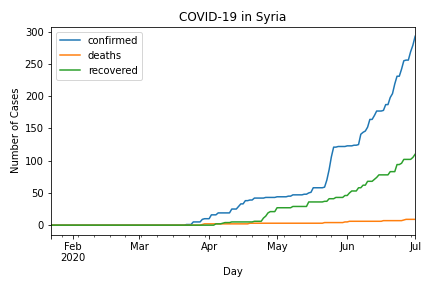 COVID-19 in Syria
confirmed
deaths
recovered
Number of Cases
300
250
200
150
100
50
0
Feb Mar Apr May Jun Jul
2020
Day